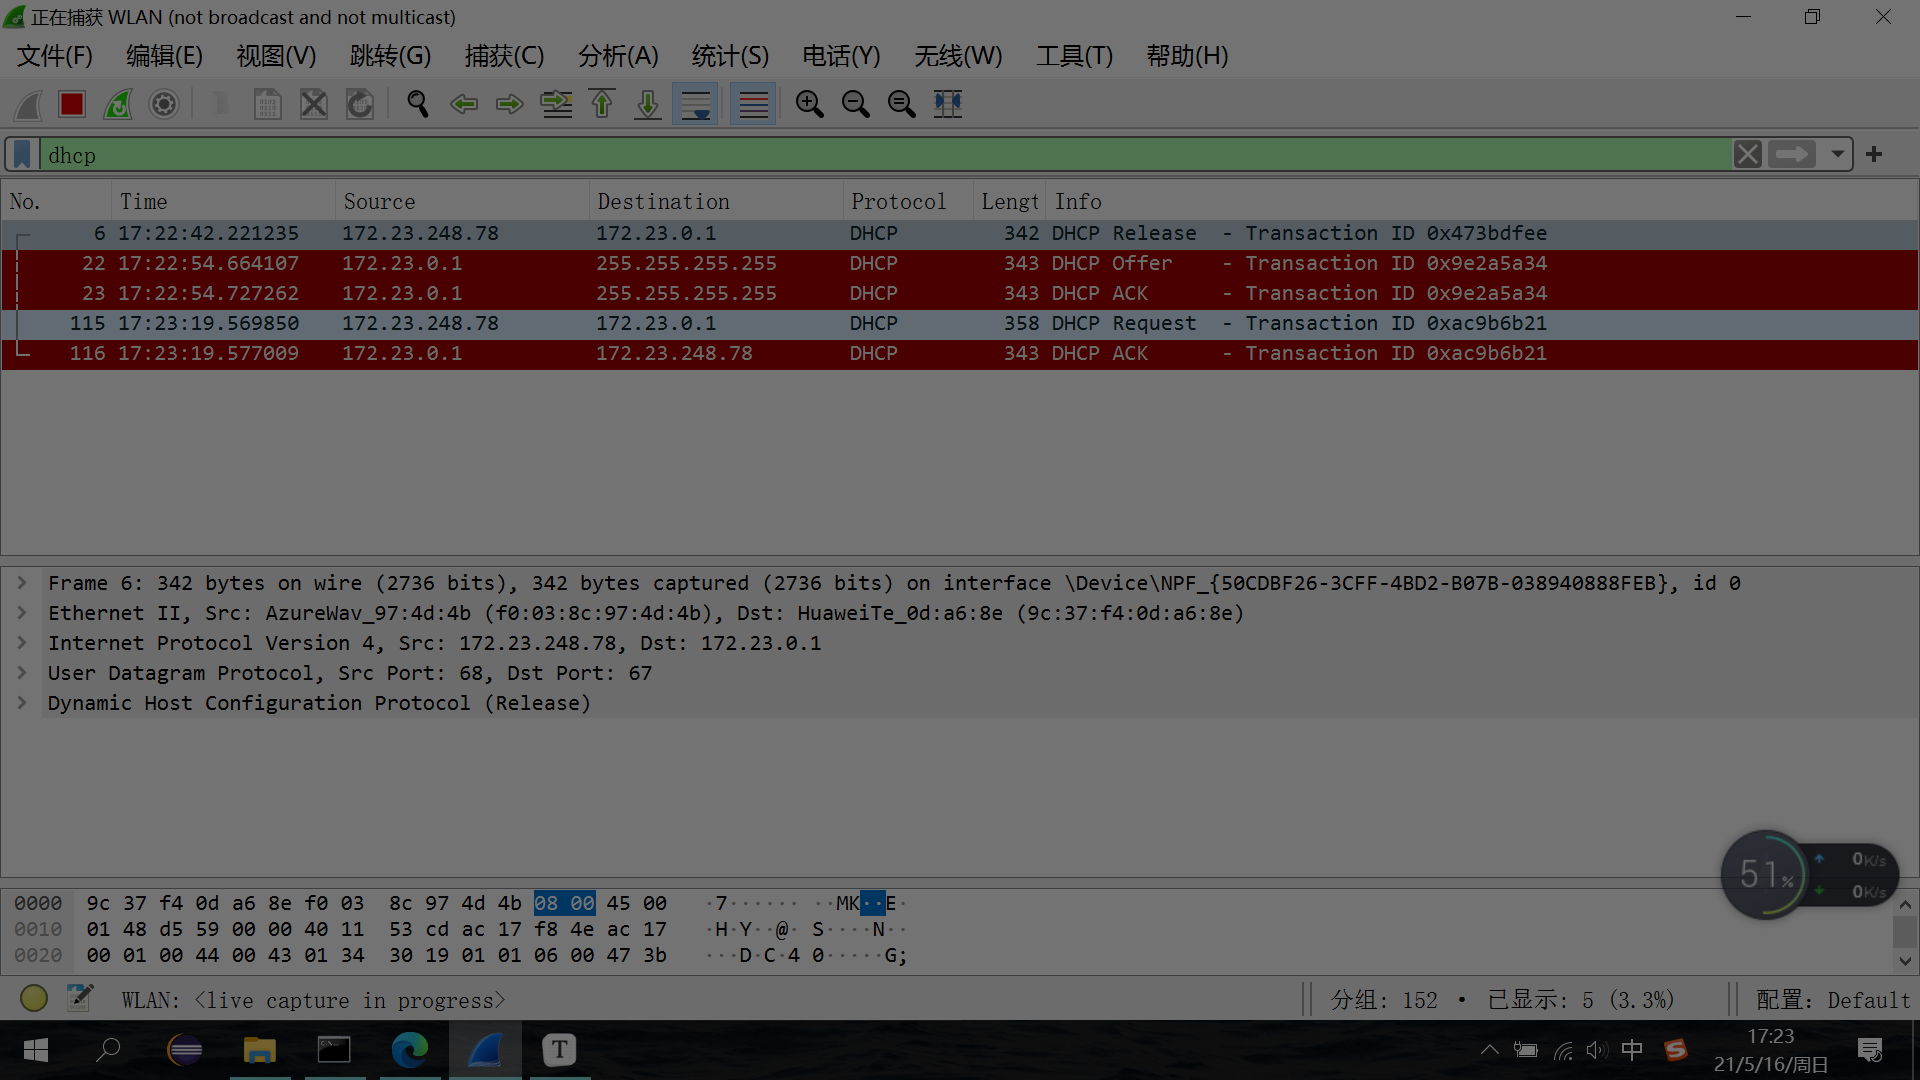 正在捕获 WLAN (not broadcast and not multicast)
文件(F) 编辑(E) 视图(V) 跳转(G) 捕获(C) 分析(A) 统计(S) 电话(Y) 无线(W) 工具(T) 帮助(H)
dhcp
No. Time Source Destination Protocol Lengt Info
6 17:22:42.221235 172.23.248.78 172.23.0.1 DHCP 342 DHCP Release - Transaction ID 0x473bdfee
22 17:22:54.664107 172.23.0.1 255.255.255.255 DHCP 343 DHCP Offer - Transaction ID 0x9e2a5a34
23 17:22:54.727262 172.23.0.1 255.255.255.255 DHCP 343 DHCP ACK - Transaction ID 0x9e2a5a34
115 17:23:19.569850 172.23.248.78 172.23.0.1 DHCP 358 DHCP Request - Transaction ID 0xac9b6b21
116 17:23:19.577009 172.23.0.1 172.23.248.78 DHCP 343 DHCP ACK - Transaction ID 0xac9b6b21
Frame 6: 342 bytes on wire (2736 bits), 342 bytes captured (2736 bits) on interface \Device\NPF_{50CDBF26-3CFF-4BD2-B07B-038940888FEB}, id 0
Ethernet II, Src: AzureWav_97:4d:4b (f0:03:8c:97:4d:4b), Dst: HuaweiTe_0d:a6:8e (9c:37:f4:0d:a6:8e)
Internet Protocol Version 4, Src: 172.23.248.78, Dst: 172.23.0.1
User Datagram Protocol, Src Port: 68, Dst Port: 67
Dynamic Host Configuration Protocol (Release)
51%
0K/s
0K/s
0000 9c 37 f4 0d a6 8e f0 03 8c 97 4d 4b 08 00 45 00 ·7······ ··MK··E·
0010 01 48 d5 59 00 00 40 11 53 cd ac 17 f8 4e ac 17 ·H·Y··@· S····N··
0020 00 01 00 44 00 43 01 34 30 19 01 01 06 00 47 3b ···D·C·4 0·····G;
WLAN: <live capture in progress> 分组: 152 · 已显示: 5 (3.3%) 配置: Default
T
中
S
17:23
21/5/16/周日